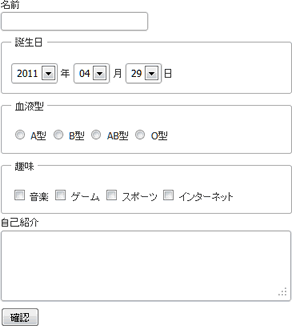 名前
誕生日
2011 年 04 月 29 日
血液型
A型 B型 AB型 O型
趣味
音楽 ゲーム スポーツ インターネット
自己紹介
確認